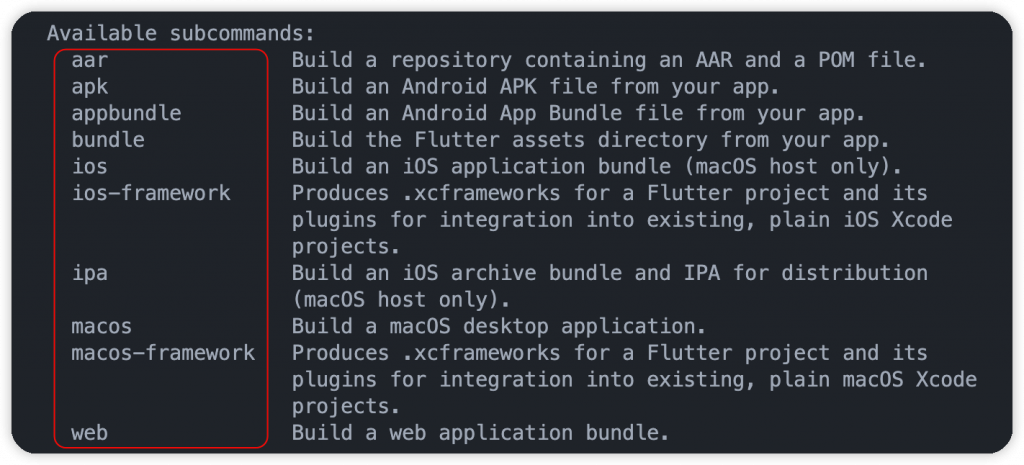 Available subcommands:
aar Build a repository containing an AAR and a POM file.
apk Build an Android APK file from your app.
appbundle Build an Android App Bundle file from your app.
bundle Build the Flutter assets directory from your app.
ios Build an iOS application bundle (macOS host only).
ios-framework Produces .xcframeworks for a Flutter project and its
plugins for integration into existing, plain iOS Xcode
projects.
ipa Build an iOS archive bundle and IPA for distribution
(macOS host only).
macos Build a macOS desktop application.
macos-framework Produces .xcframeworks for a Flutter project and its
plugins for integration into existing, plain macOS Xcode
projects.
web Build a web application bundle.